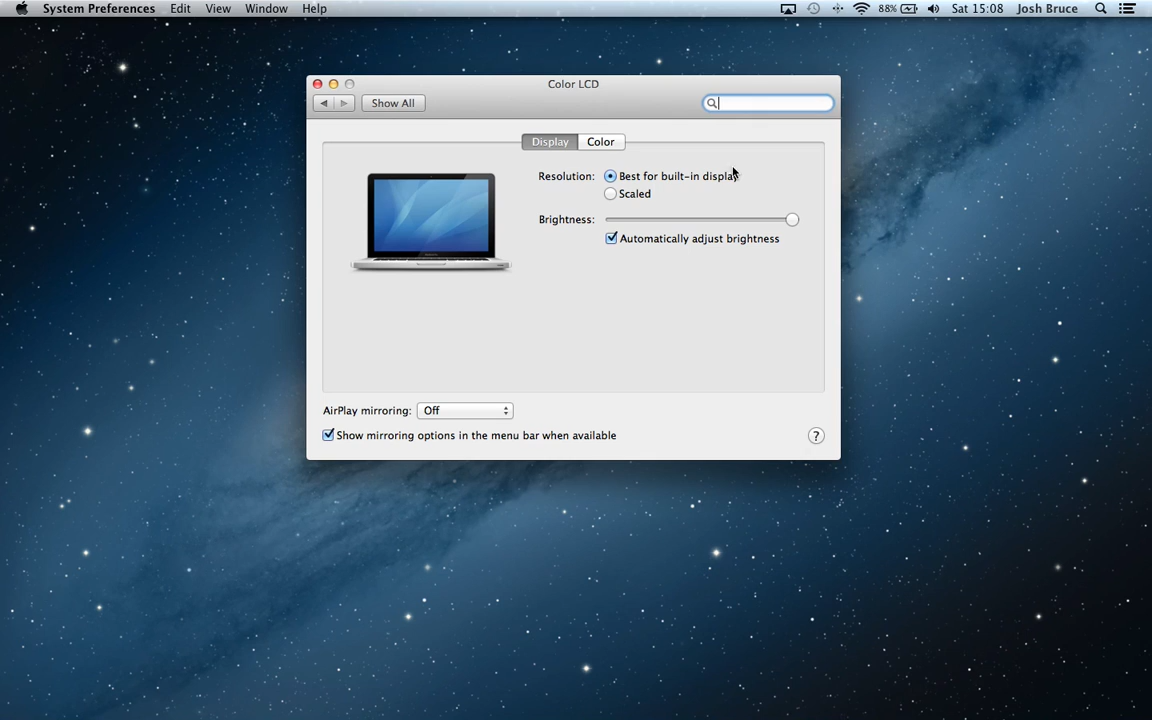 System Preferences Edit View Window Help 88% Sat 15:08 Josh Bruce
Color LCD
Show All
Display Color
Resolution: Best for built-in display
Scaled
Brightness:
Automatically adjust brightness
AirPlay mirroring: Off
Show mirroring options in the menu bar when available ?